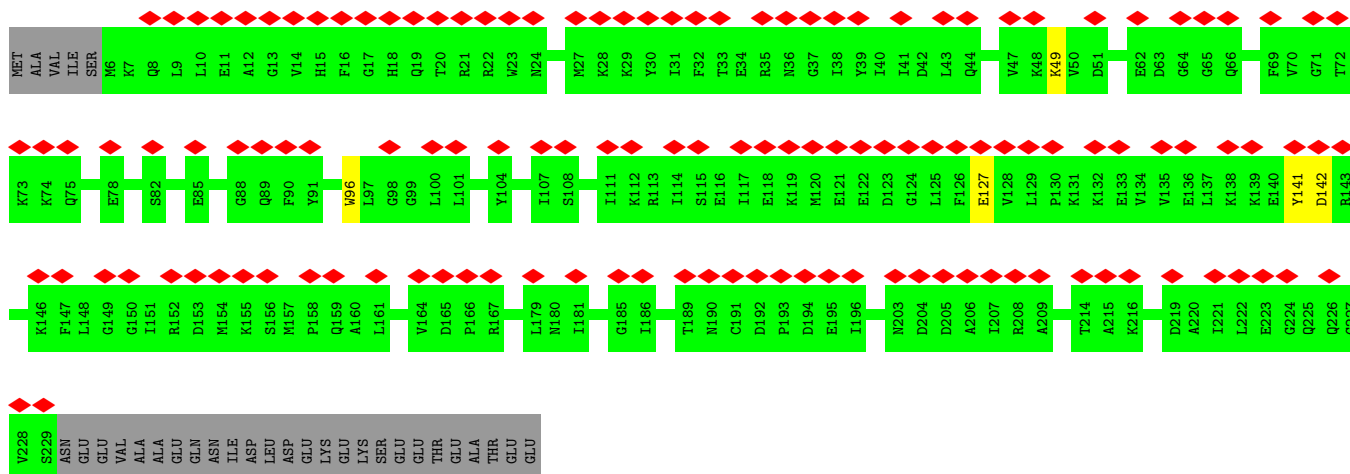 MET ALA VAL ILE SER M6 K7 Q8 L9 L10 E11 A12 G13 V14 H15 F16 G17 H18 Q19 T20 R21 R22 W23 N24 M27 K28 K29 Y30 I31 F32 T33 E34 R35 N36 G37 I38 Y39 I40 I41 D42 L43 Q44 V47 K48 K49 V50 D51 E62 D63 G64 G65 Q66 F69 V70 G71 T72
K73 K74 Q75 E78 S82 E85 G88 Q89 F90 Y91 W96 L97 G98 G99 L100 L101 Y104 I107 S108 I111 K112 R113 I114 S115 E116 I117 E118 K119 M120 E121 E122 D123 G124 L125 F126 E127 V128 L129 P130 K131 K132 E133 V134 V135 E136 L137 K138 K139 E140 Y141 D142 R143
K146 F147 L148 G149 G150 I151 R152 D153 M154 K155 S156 M157 P158 Q159 A160 L161 V164 D165 P166 R167 L179 N180 I181 G185 I186 T189 N190 C191 D192 P193 D194 E195 I196 N203 D204 D205 A206 I207 R208 A209 T214 A215 K216 D219 A220 I221 L222 E223 G224 Q225 Q226 G227
V228 S229 ASN GLU GLU VAL ALA ALA GLU GLN ASN ILE ASP LEU ASP GLU LYS GLU LYS SER GLU GLU THR GLU ALA THR GLU GLU